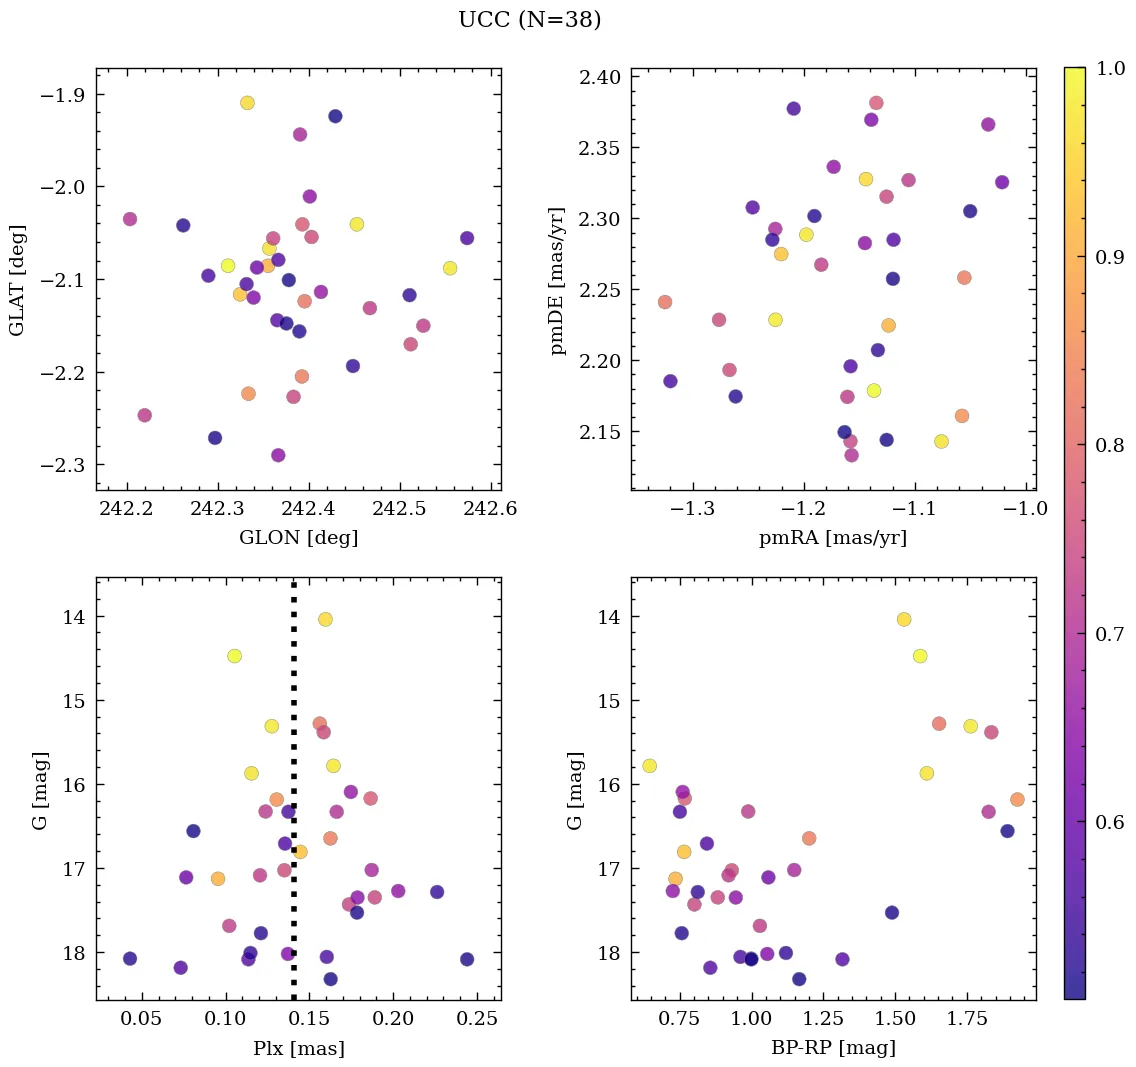 UCC (N=38)
−1.9
−2.0
−2.1
−2.2
−2.3
GLAT [deg]
242.2 242.3 242.4 242.5 242.6
GLON [deg]
2.40
2.35
2.30
2.25
2.20
2.15
pmDE [mas/yr]
−1.3 −1.2 −1.1 −1.0
pmRA [mas/yr]
14
15
16
17
18
G [mag]
0.05 0.10 0.15 0.20 0.25
Plx [mas]
14
15
16
17
18
G [mag]
0.75 1.00 1.25 1.50 1.75
BP-RP [mag]
1.0
0.9
0.8
0.7
0.6